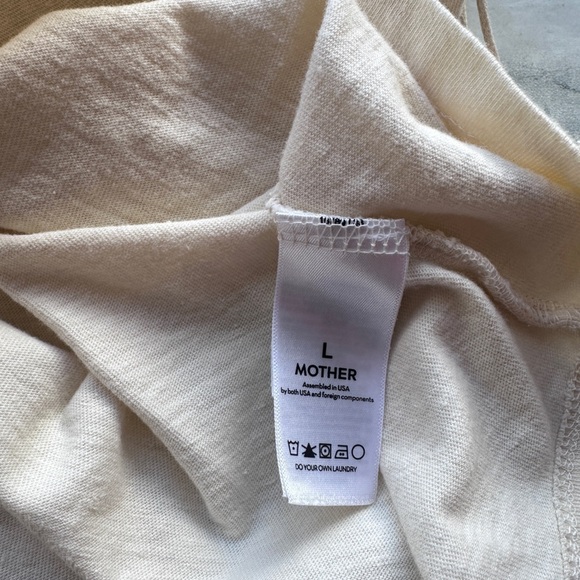 L
MOTHER
Assembled in USA
by both USA and foreign components
DO YOUR OWN LAUNDRY